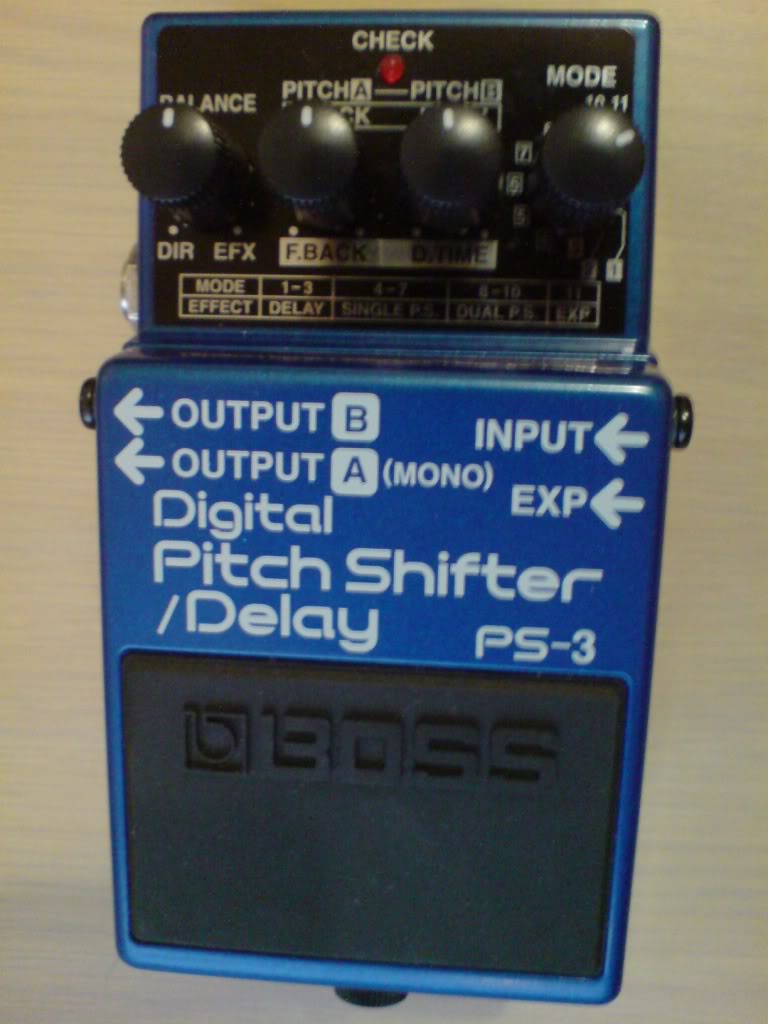 CHECK
BALANCE PITCH A PITCH B MODE
10 11
7
6
5
DIR EFX F.BACK D.TIME
1
MODE 1-3 4-7 8-10 11
EFFECT DELAY SINGLE P.S. DUAL P.S. EXP
OUTPUT B
INPUT
OUTPUT A (MONO)
EXP
Digital
Pitch Shifter
/Delay
PS-3
BOSS